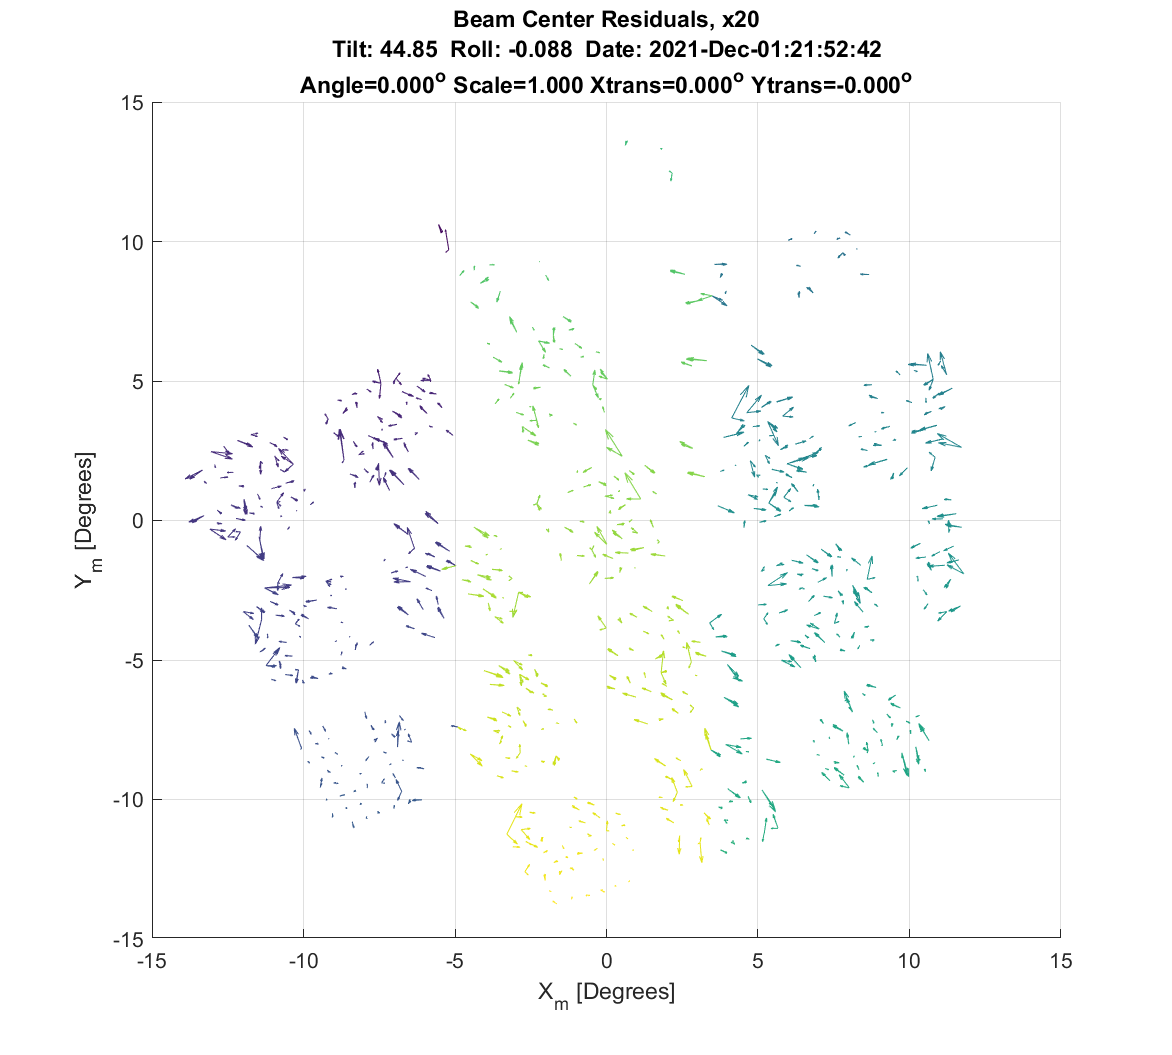 Beam Center Residuals, x20
Tilt: 44.85 Roll: -0.088 Date: 2021-Dec-01:21:52:42
Angle=0.000° Scale=1.000 Xtrans=0.000° Ytrans=-0.000°
15
10
5
0
-5
-10
-15
Y_m [Degrees]
-15 -10 -5 0 5 10 15
X_m [Degrees]